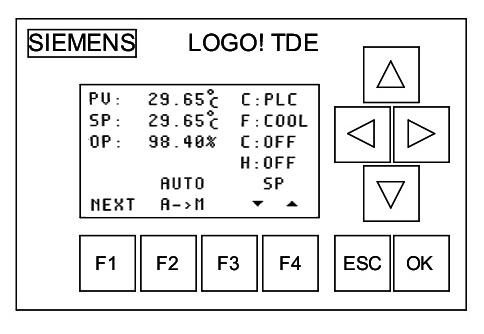 SIEMENS LOGO! TDE
PV: 29.65℃ C:PLC
SP: 29.65℃ F:COOL
OP: 98.40% C:OFF
H:OFF
AUTO SP
NEXT A->M ▼ ▲
F1 F2 F3 F4 ESC OK